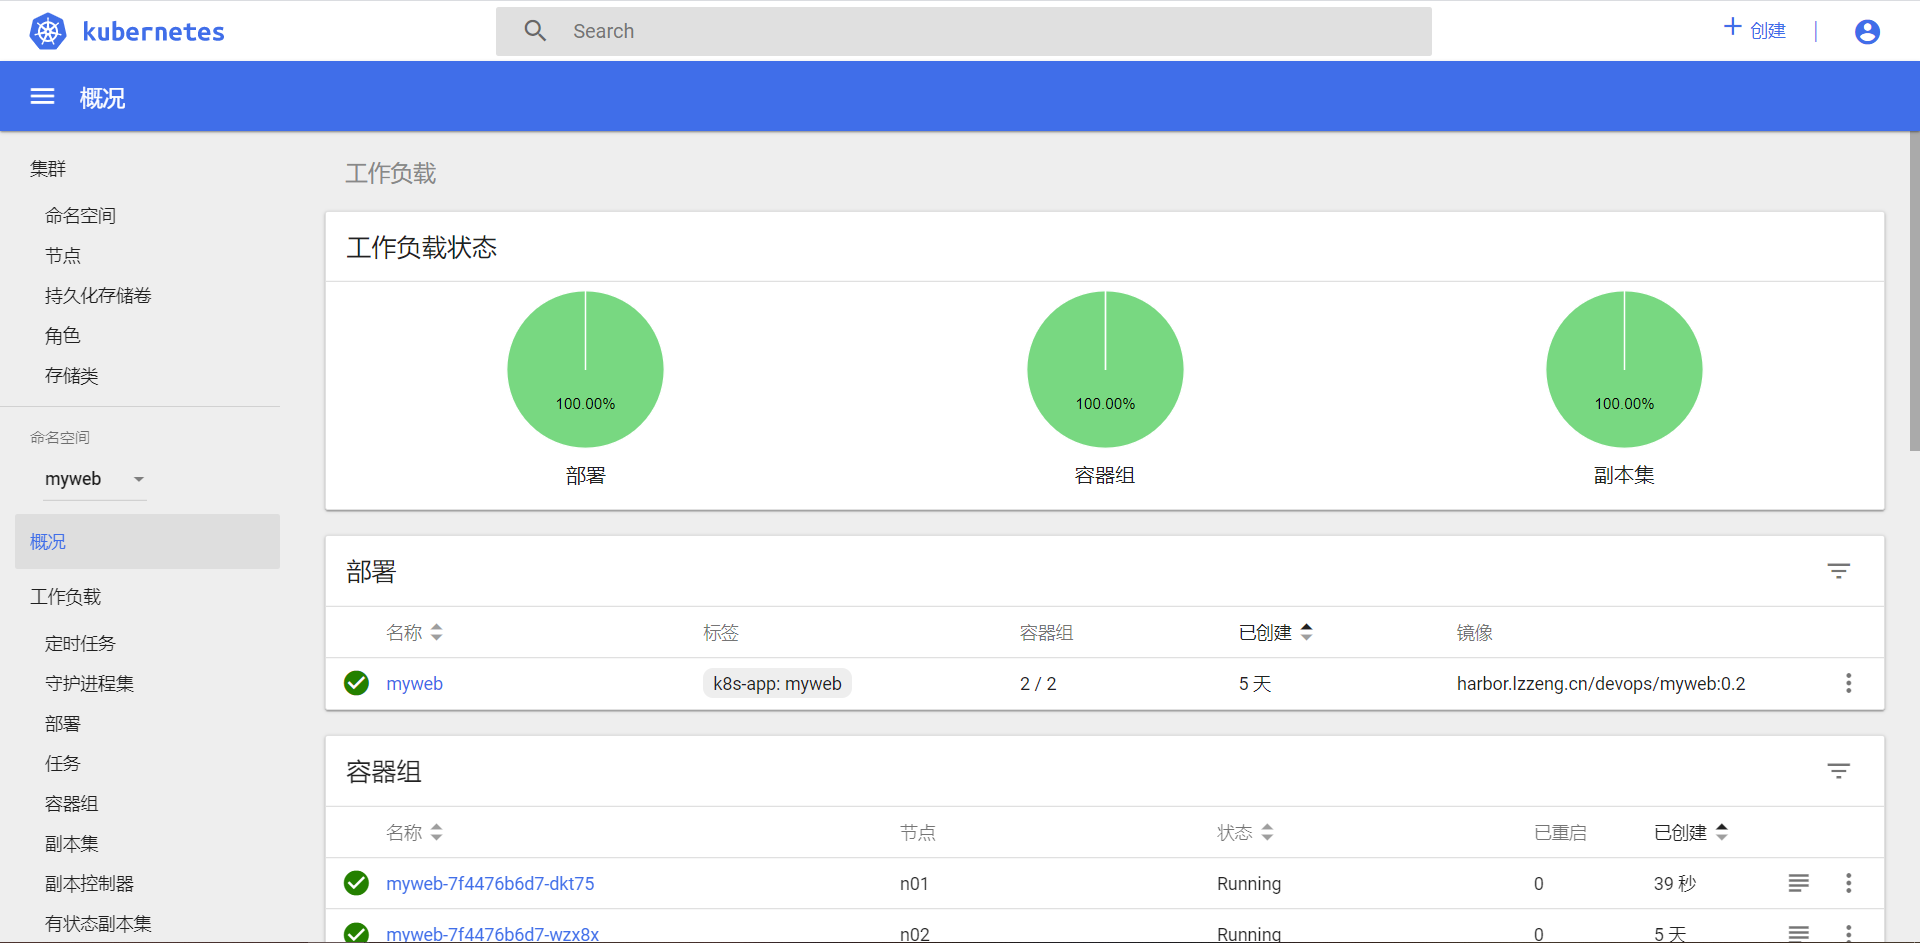 kubernetes
Search
创建
概况
集群
命名空间
节点
持久化存储卷
角色
存储类
命名空间
myweb
概况
工作负载
定时任务
守护进程集
部署
任务
容器组
副本集
副本控制器
有状态副本集
工作负载
工作负载状态
100.00% 100.00% 100.00%
部署 容器组 副本集
部署
名称 标签 容器组 已创建 镜像
myweb k8s-app: myweb 2 / 2 5 天 harbor.lzzeng.cn/devops/myweb:0.2
容器组
名称 节点 状态 已重启 已创建
myweb-7f4476b6d7-dkt75 n01 Running 0 39 秒
myweb-7f4476b6d7-wzx8x n02 Running 0 5 天